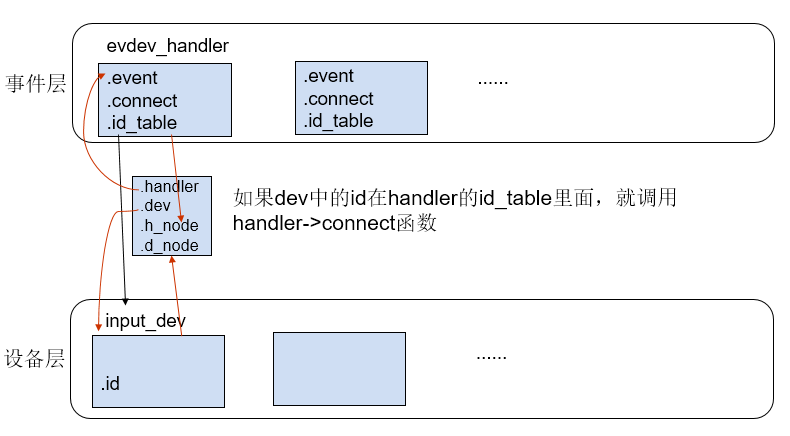 evdev_handler
事件层
.event
.connect
.id_table
.event
.connect
.id_table
......
.handler
.dev
.h_node
.d_node
如果dev中的id在handler的id_table里面，就调用
handler->connect函数
input_dev
设备层
.id
......